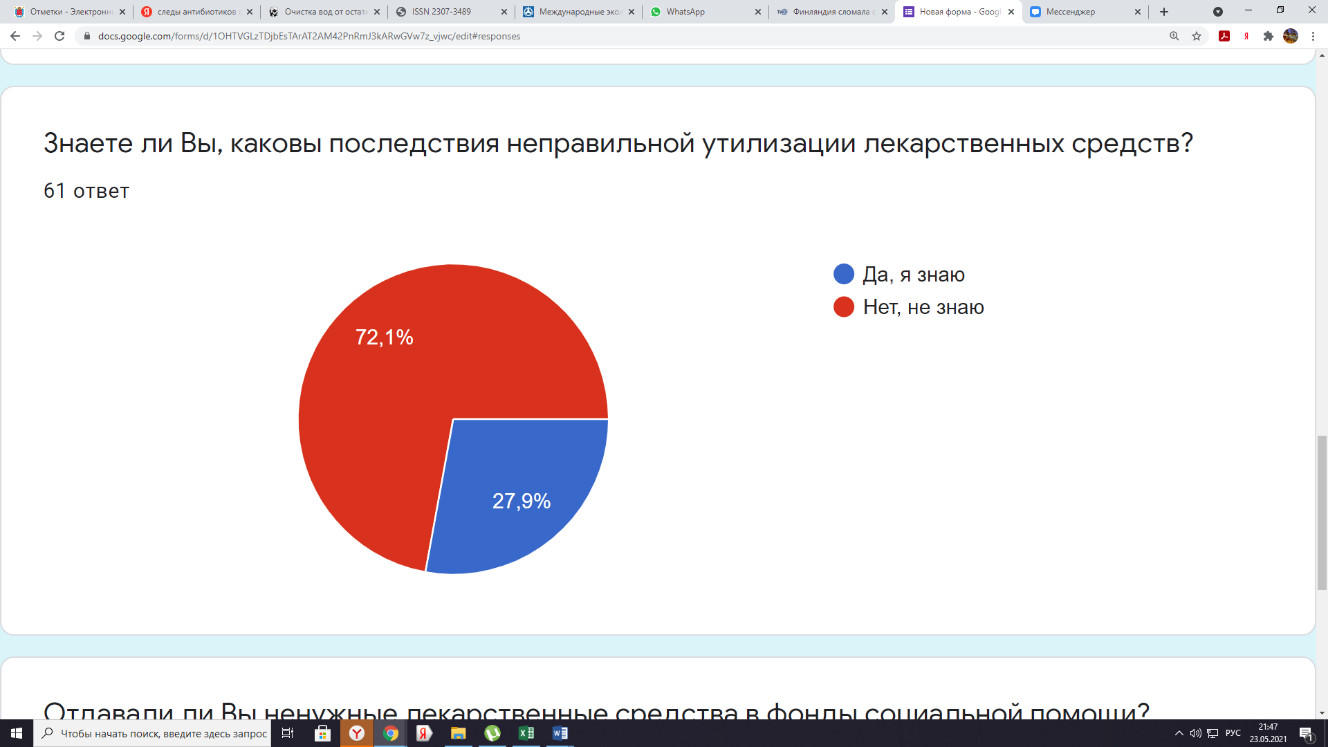 Отметки - Электронн
следы антибиотиков
Очистка вод от остат
ISSN 2307-3489
Международные эко
WhatsApp
Финляндия сломала
Новая форма - Googl
Мессенджер
docs.google.com/forms/d/1OHTVGLzTDjbEsTArAT2AM42PnRmJ3kARwGVw7z_vjwc/edit#responses
Знаете ли Вы, каковы последствия неправильной утилизации лекарственных средств?
61 ответ
Да, я знаю
Нет, не знаю
72,1%
27,9%
Отдавали ли Вы ненужные лекарственные средства в фонды социальной помощи?
Чтобы начать поиск, введите здесь запрос
РУС
21:47
23.05.2021
1